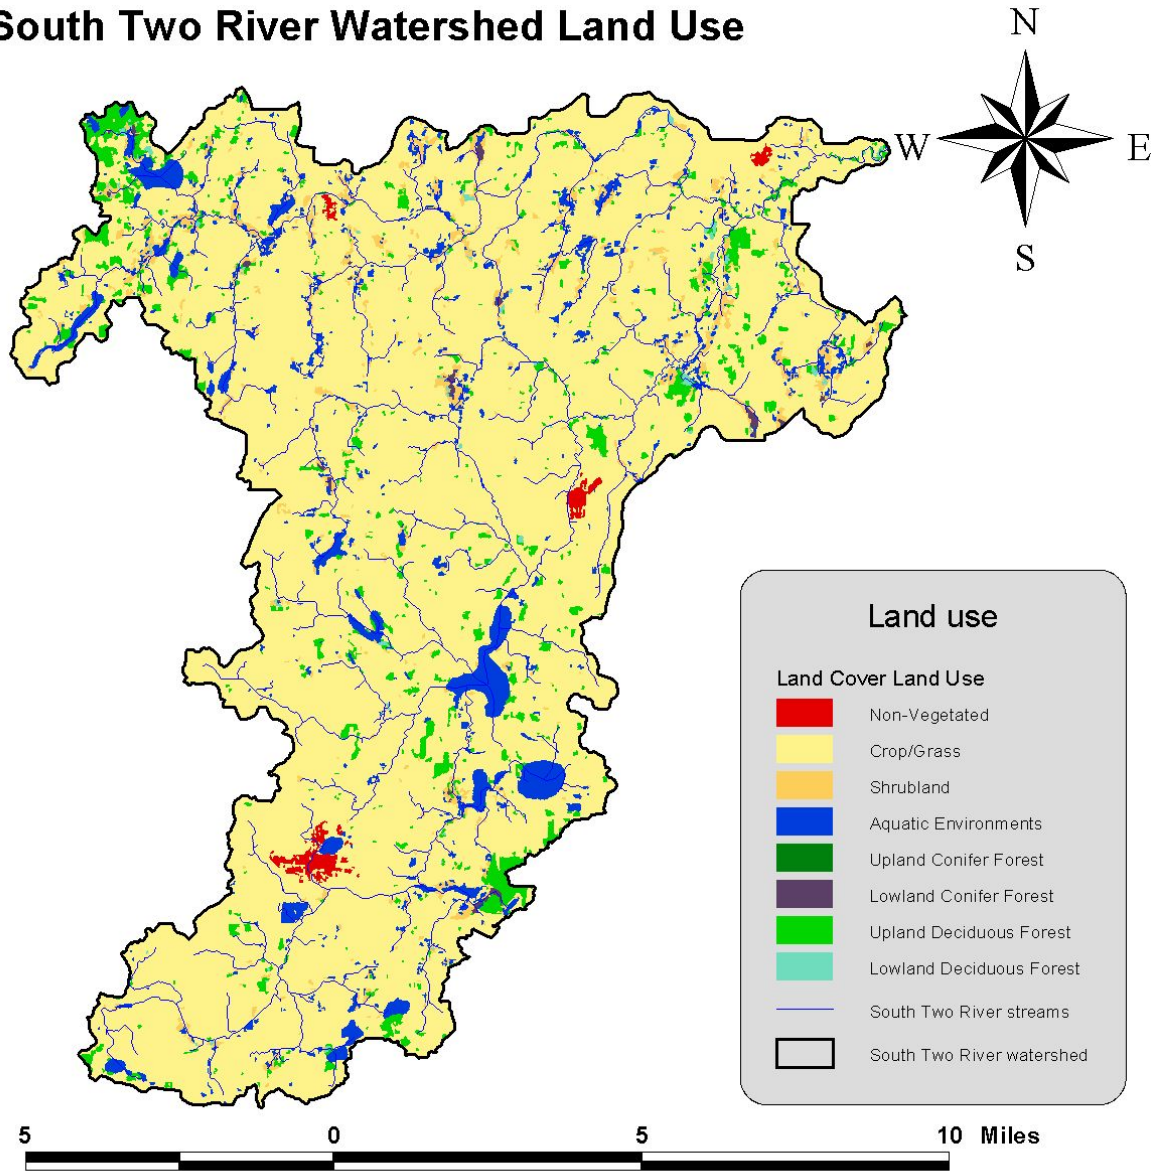 South Two River Watershed Land Use
N
W
E
S
Land use
Land Cover Land Use
Non-Vegetated
Crop/Grass
Shrubland
Aquatic Environments
Upland Conifer Forest
Lowland Conifer Forest
Upland Deciduous Forest
Lowland Deciduous Forest
South Two River streams
South Two River watershed
5 0 5 10 Miles